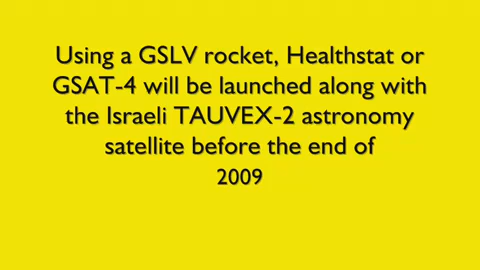 Using a GSLV rocket, Healthstat or
GSAT-4 will be launched along with
the Israeli TAUVEX-2 astronomy
satellite before the end of
2009